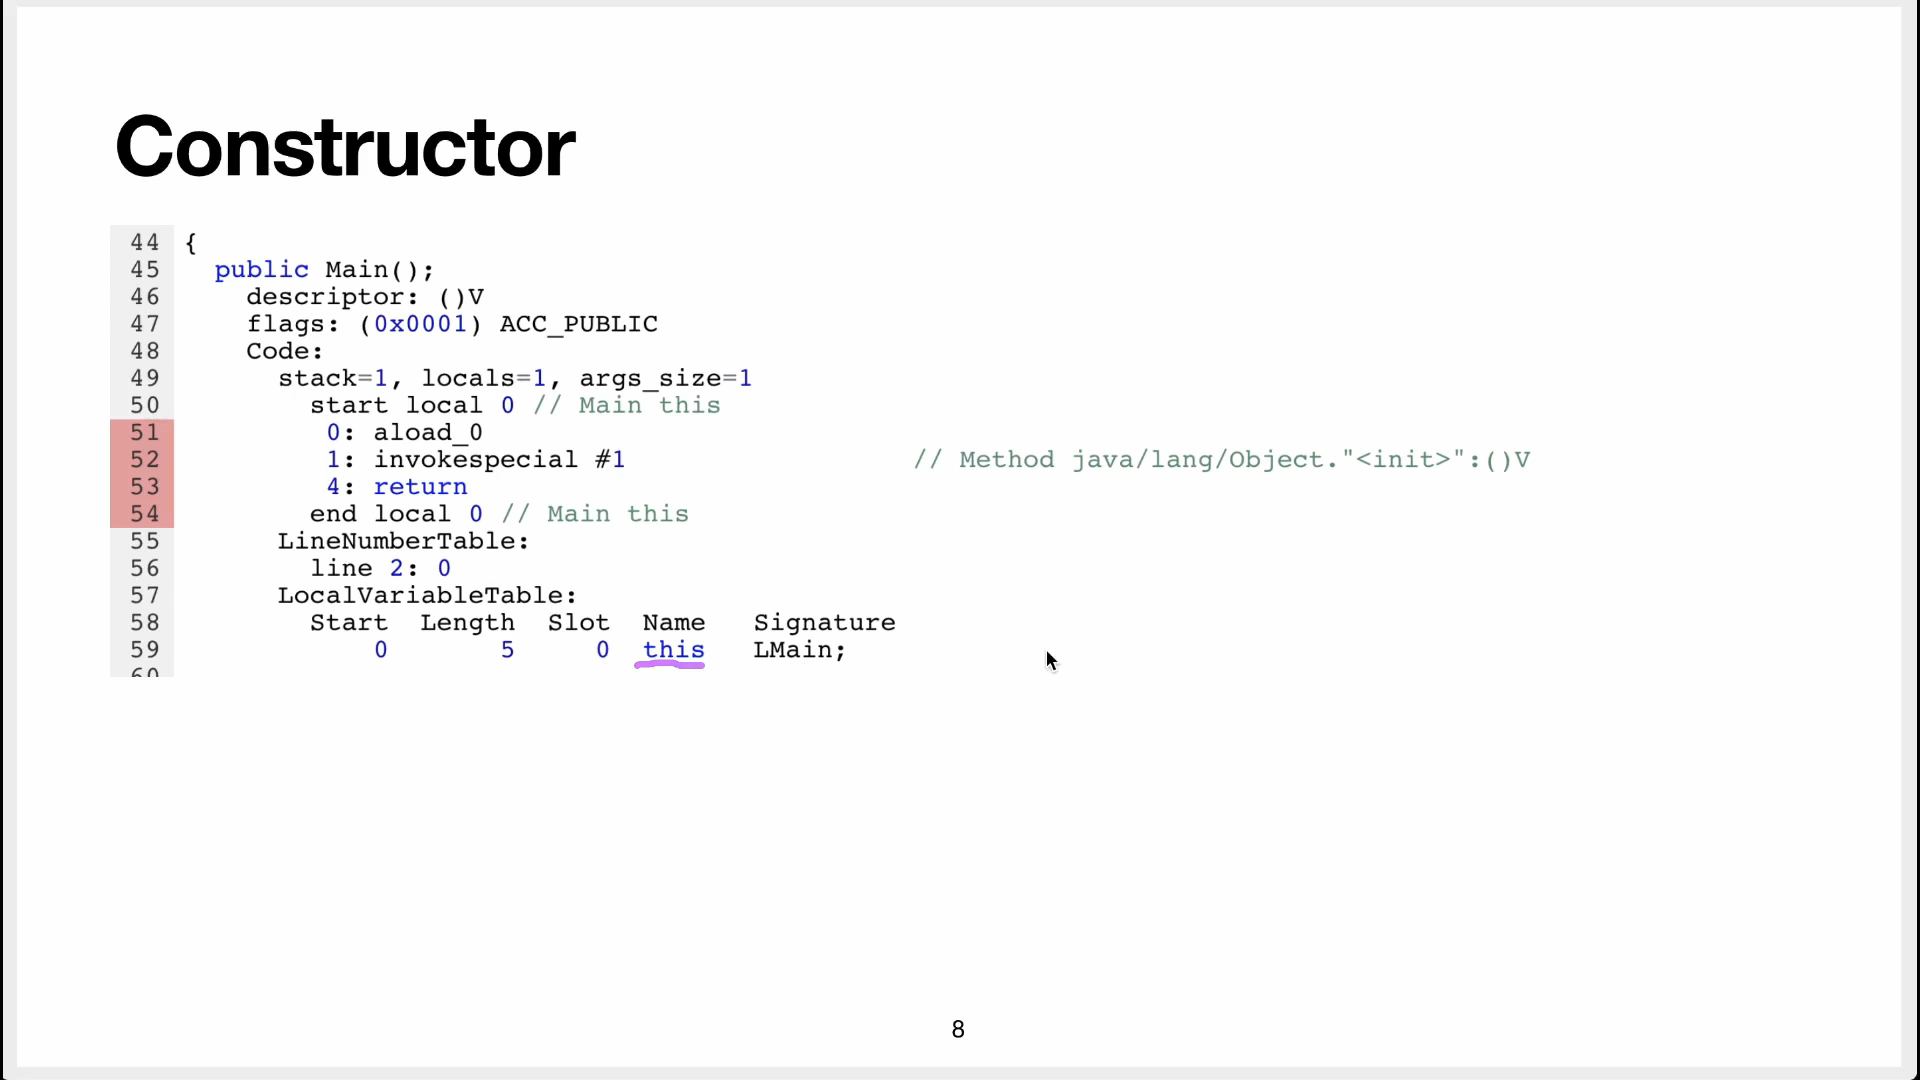 Constructor
44 {
45 public Main();
46 descriptor: ()V
47 flags: (0x0001) ACC_PUBLIC
48 Code:
49 stack=1, locals=1, args_size=1
50 start local 0 // Main this
51 0: aload_0
52 1: invokespecial #1 // Method java/lang/Object."<init>":()V
53 4: return
54 end local 0 // Main this
55 LineNumberTable:
56 line 2: 0
57 LocalVariableTable:
58 Start Length Slot Name Signature
59 0 5 0 this LMain;
60
8